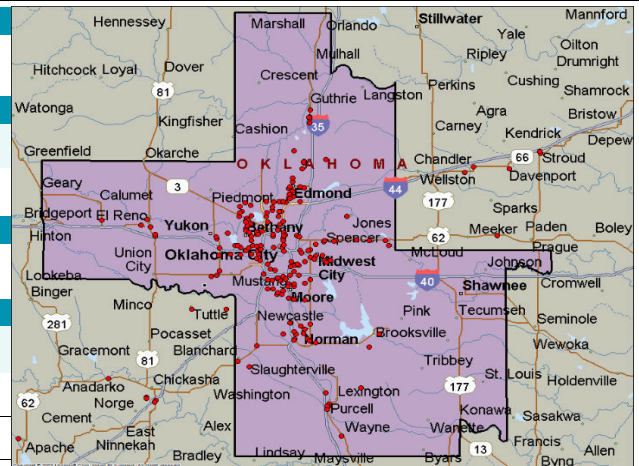 Hennessey Marshall Orlando Stillwater Mannford
Yale
Mulhall Ripley Oilton
Hitchcock Loyal Dover Crescent Drumright
81 Perkins Cushing Shamrock
Watonga Guthrie Langston
Kingfisher Agra Bristow
Cashion 35 Carney Kendrick Depew
Greenfield Okarche OKLAHOMA Chandler 66 Stroud
Geary 3 44 Wellston Davenport
Calumet Piedmont Edmond 177
Bridgeport El Reno Sparks
Yukon Bethany Jones Meeker Paden Boley
Hinton Spencer 62
Union City Oklahoma City McLoud Prague
Lookeba Midwest City Johnson
Binger Mustang 40 Shawnee Cromwell
Minco Moore
281 Tuttle Newcastle Pink Tecumseh Seminole
Pocasset Norman Brooksville
Gracemont 81 Blanchard Wewoka
Tribbey
Anadarko Chickasha Slaughterville St. Louis Holdenville
62 Norge Washington Lexington 177
Cement Purcell Konawa Sasakwa
East Ninnekah Alex Wayne Wanette
Apache 13 Francis
Bradley Lindsay Maysville Byars Byng Allen